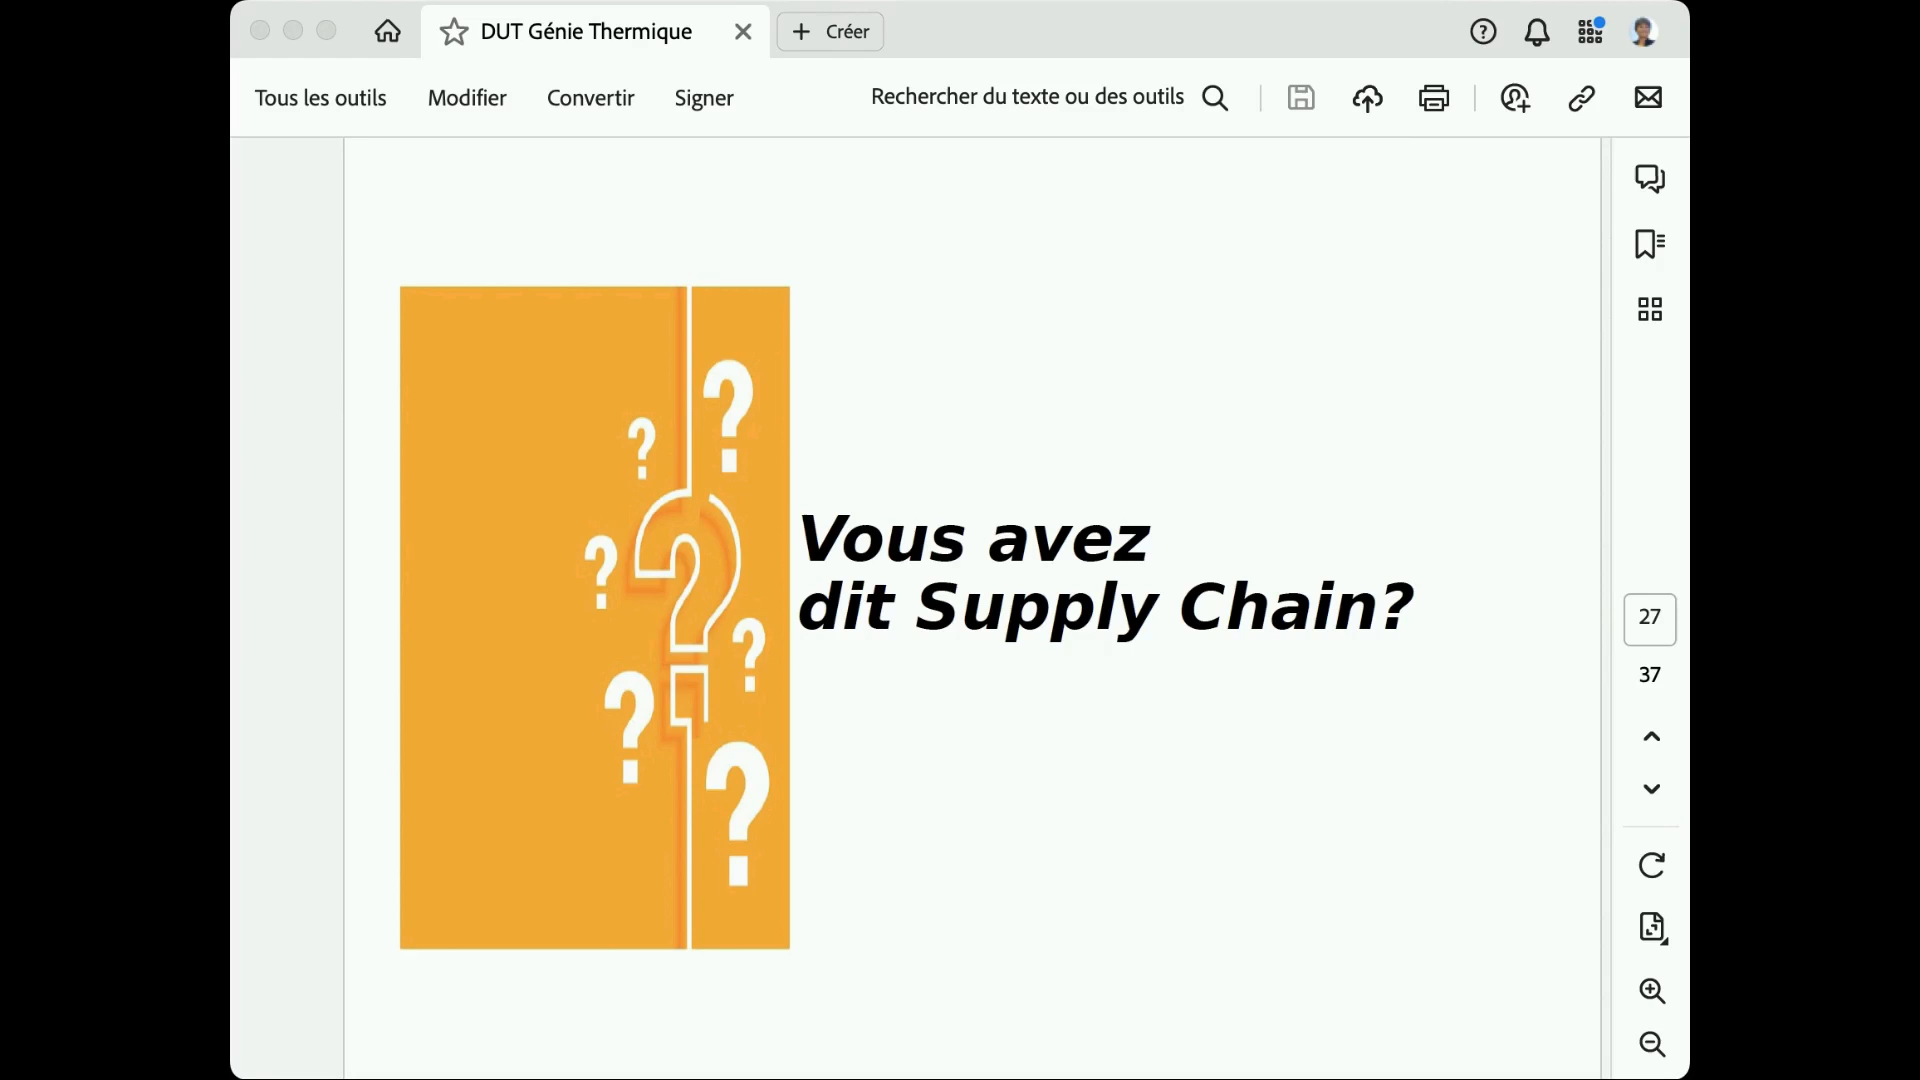 DUT Génie Thermique
Créer
Tous les outils
Modifier
Convertir
Signer
Rechercher du texte ou des outils
Vous avez
dit Supply Chain?
27
37